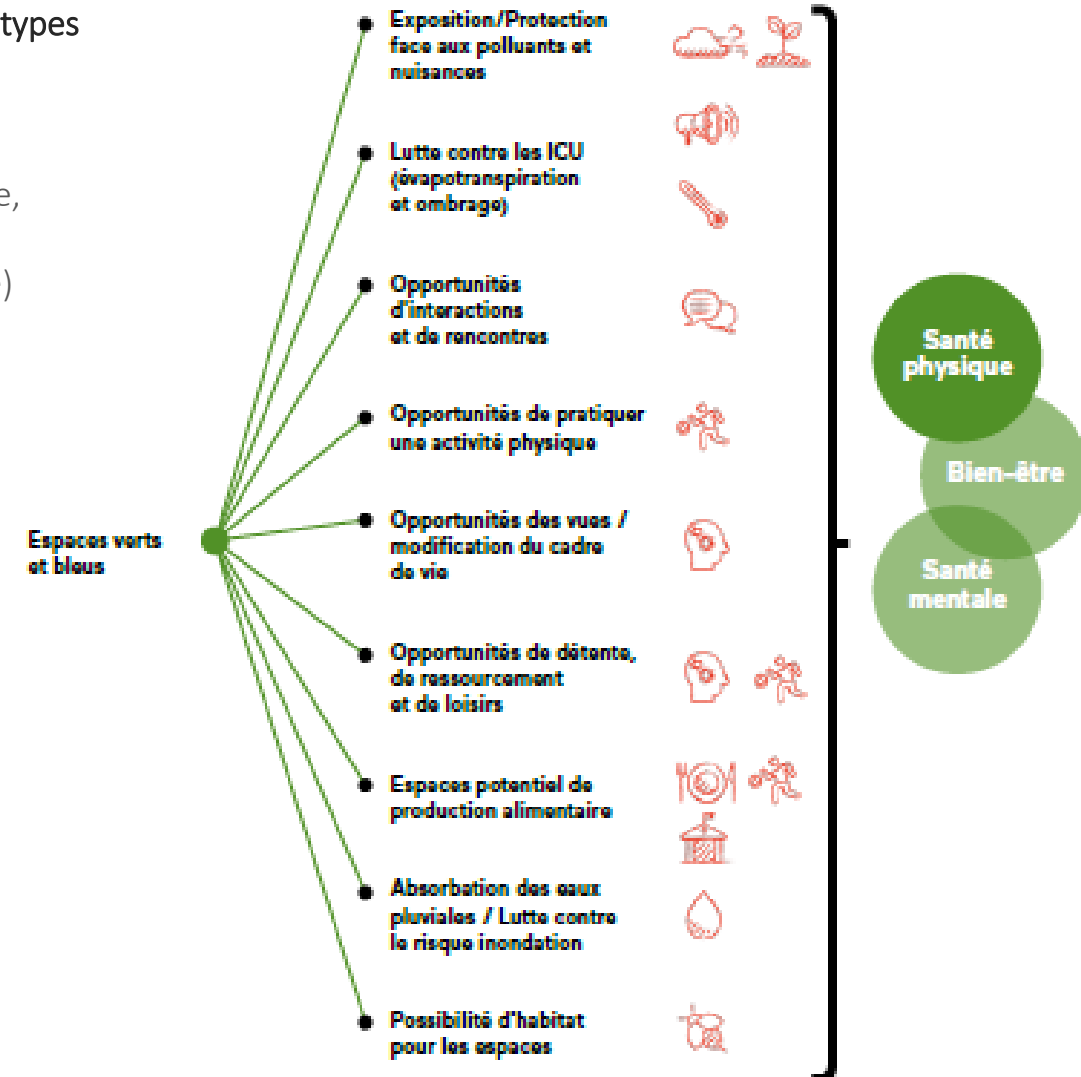 types
e,
)
Exposition/Protection
face aux polluants et
nuisances
Lutte contre les ICU
(évapotranspiration
et ombrage)
Opportunités
d'interactions
et de rencontres
Opportunités de pratiquer
une activité physique
Opportunités des vues /
modification du cadre
de vie
Espaces verts
et bleus
Opportunités de détente,
de ressourcement
et de loisirs
Espaces potentiel de
production alimentaire
Absorbation des eaux
pluviales / Lutte contre
le risque inondation
Possibilité d'habitat
pour les espaces
Santé
physique
Bien-être
Santé
mentale